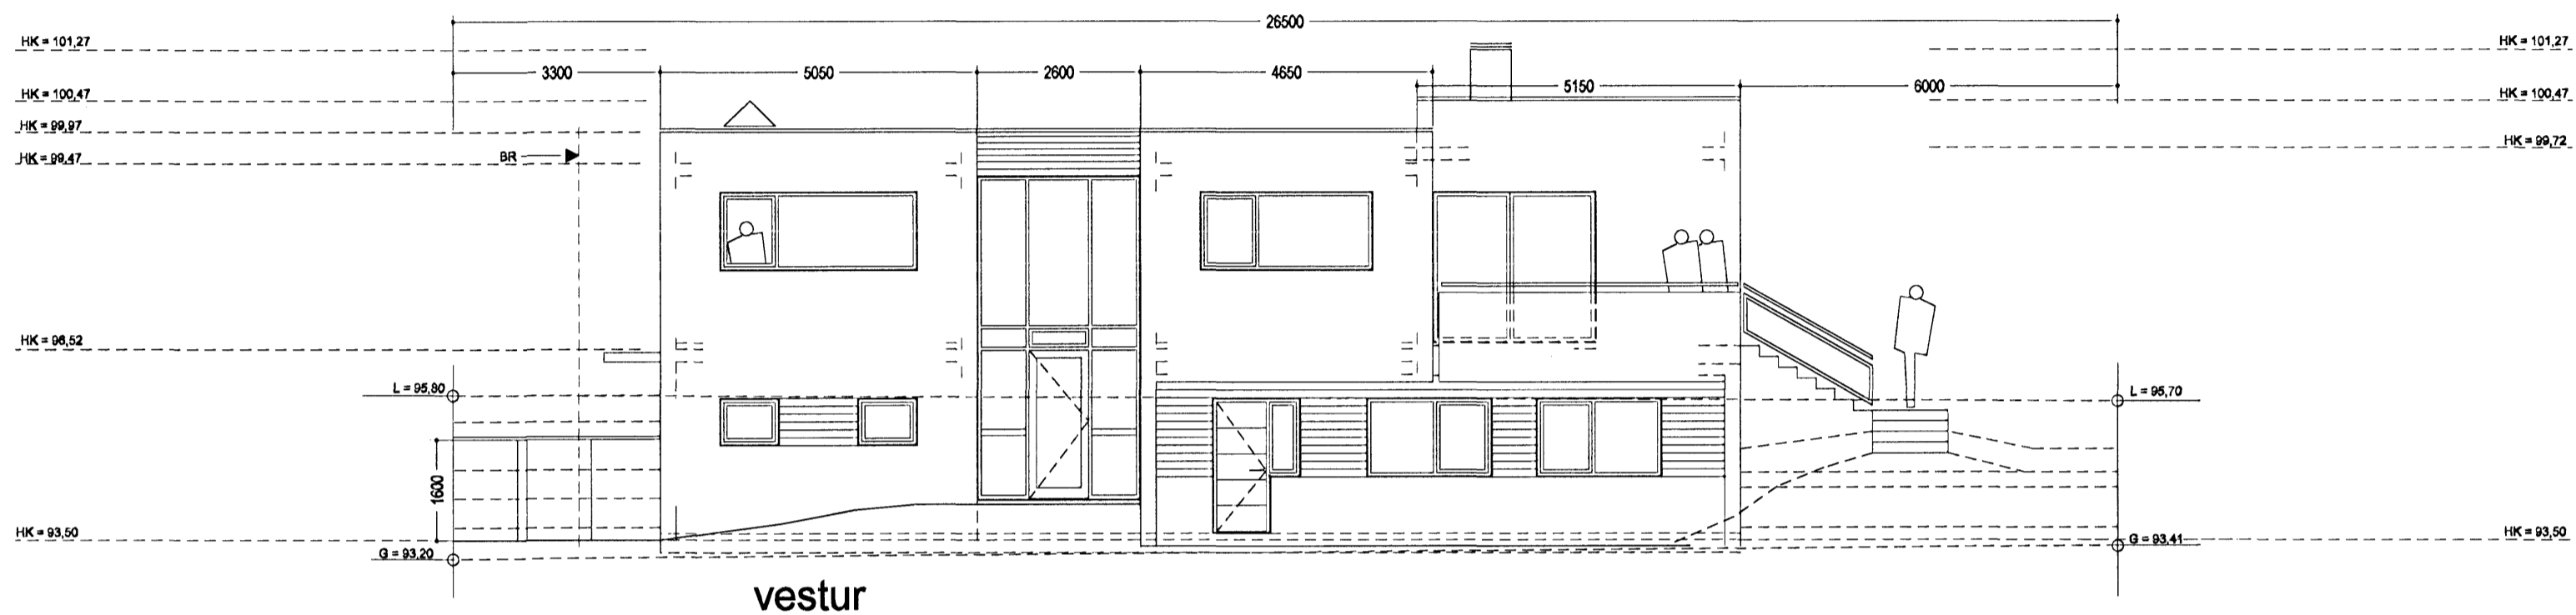 26500
HK = 101,27
HK = 101,27
3300
5050
2600
4650
5150
6000
HK = 100,47
HK = 100,47
HK = 99,97
HK = 99,47
BR
HK = 99,72
HK = 96,52
L = 95,80
L = 95,70
1600
HK = 93,50
HK = 93,50
G = 93,20
G = 93,41
vestur